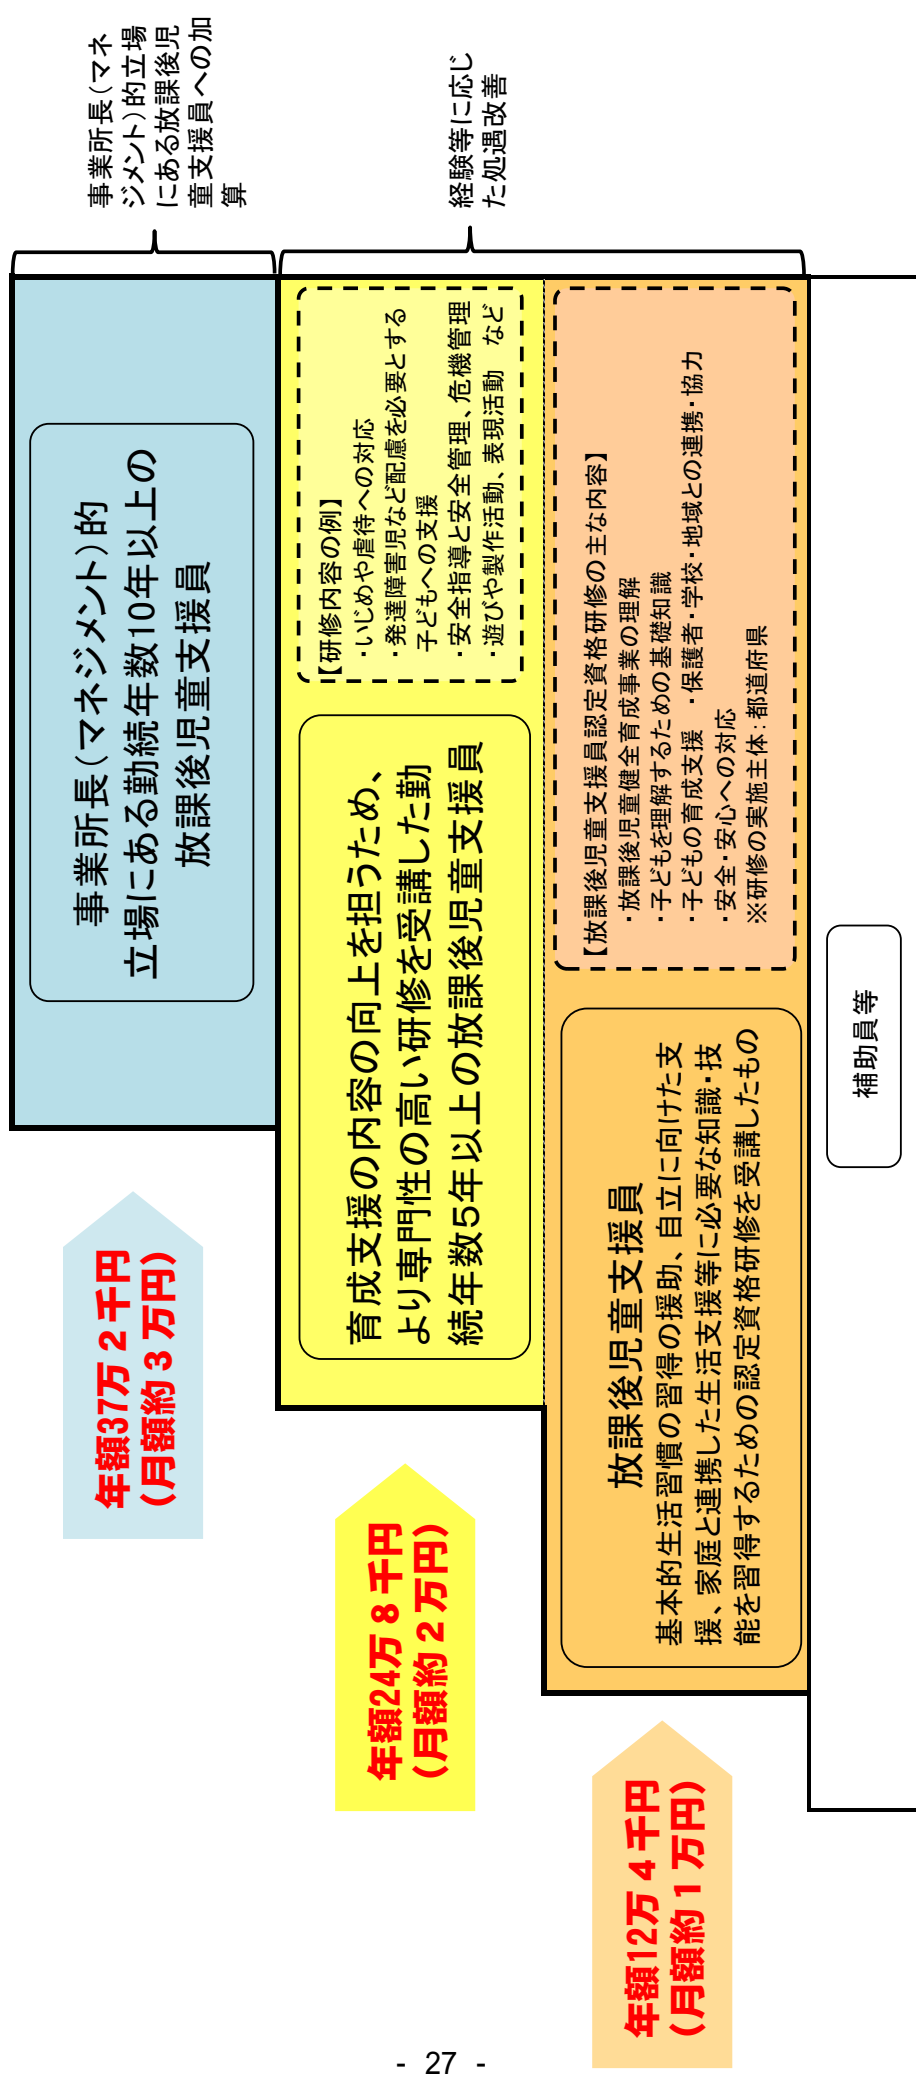 年額37万２千円
（月額約３万円）
事業所長（マネジメント）的
立場にある勤続年数10年以上の
放課後児童支援員
事業所長（マネ
ジメント）的立場
にある放課後児
童支援員への加
算
年額24万８千円
（月額約２万円）
育成支援の内容の向上を担うため、
より専門性の高い研修を受講した勤
続年数５年以上の放課後児童支援員
【研修内容の例】
・いじめや虐待への対応
・発達障害児など配慮を必要とする
子どもへの支援
・安全指導と安全管理、危機管理
・遊びや製作活動、表現活動　など
経験等に応じ
た処遇改善
年額12万４千円
（月額約１万円）
放課後児童支援員
基本的生活習慣の習得の援助、自立に向けた支
援、家庭と連携した生活支援等に必要な知識・技
能を習得するための認定資格研修を受講したもの
【放課後児童支援員認定資格研修の主な内容】
・放課後児童健全育成事業の理解
・子どもを理解するための基礎知識
・子どもの育成支援　・保護者・学校・地域との連携・協力
・安全・安心への対応
※研修の実施主体：都道府県
補助員等
- 27 -